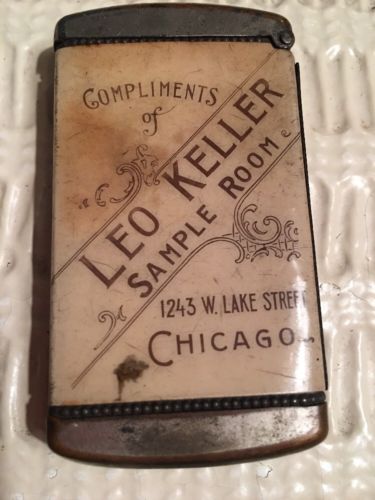 COMPLIMENTS
of
LEO KELLER
SAMPLE ROOM
1243 W. LAKE STREET
CHICAGO